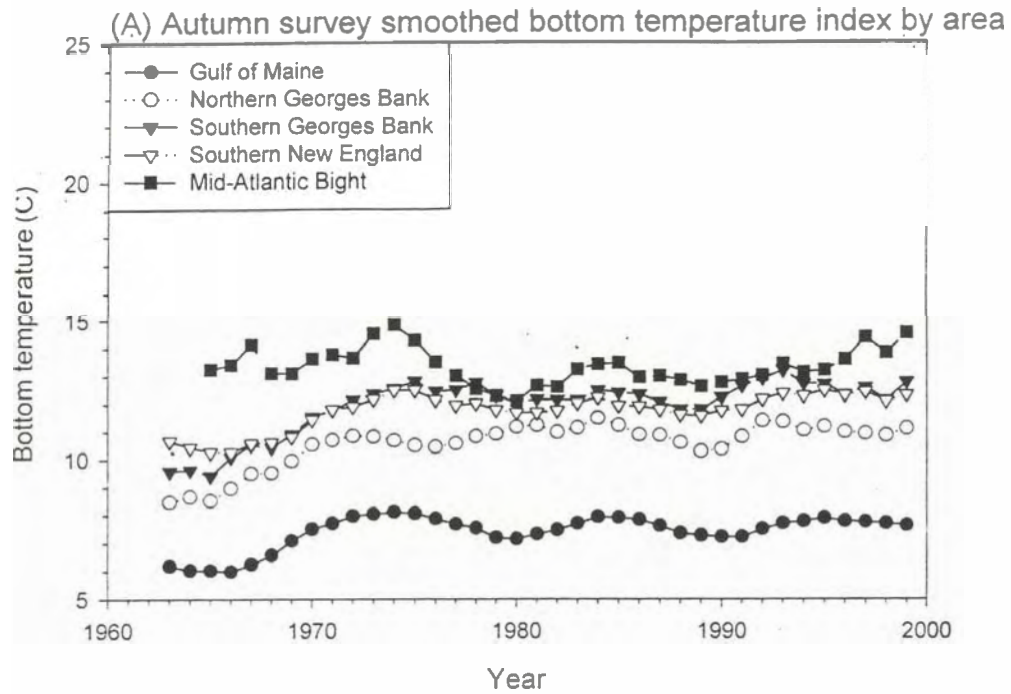 (A) Autumn survey smoothed bottom temperature index by area
25
Gulf of Maine
Northern Georges Bank
Southern Georges Bank
Southern New England
Mid-Atlantic Bight
20
15
10
5
Bottom temperature (C)
1960
1970
1980
1990
2000
Year